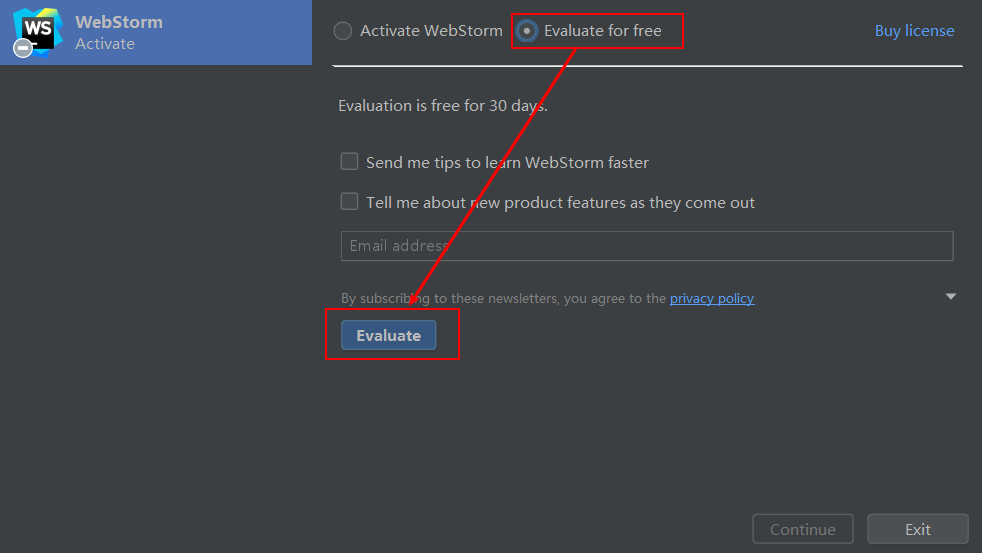 WS
WebStorm
Activate
Activate WebStorm
Evaluate for free
Buy license
Evaluation is free for 30 days.
Send me tips to learn WebStorm faster
Tell me about new product features as they come out
Email address
By subscribing to these newsletters, you agree to the privacy policy
Evaluate
Continue
Exit